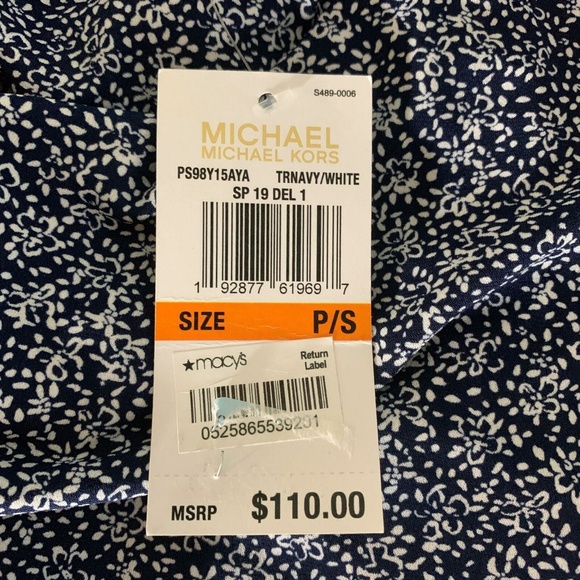 S489-0006
MICHAEL
MICHAEL KORS
PS98Y15AYA TRNAVY/WHITE
SP 19 DEL 1
1 92877 61969 7
SIZE P/S
★macy's Return
Label
0525865539201
MSRP $110.00